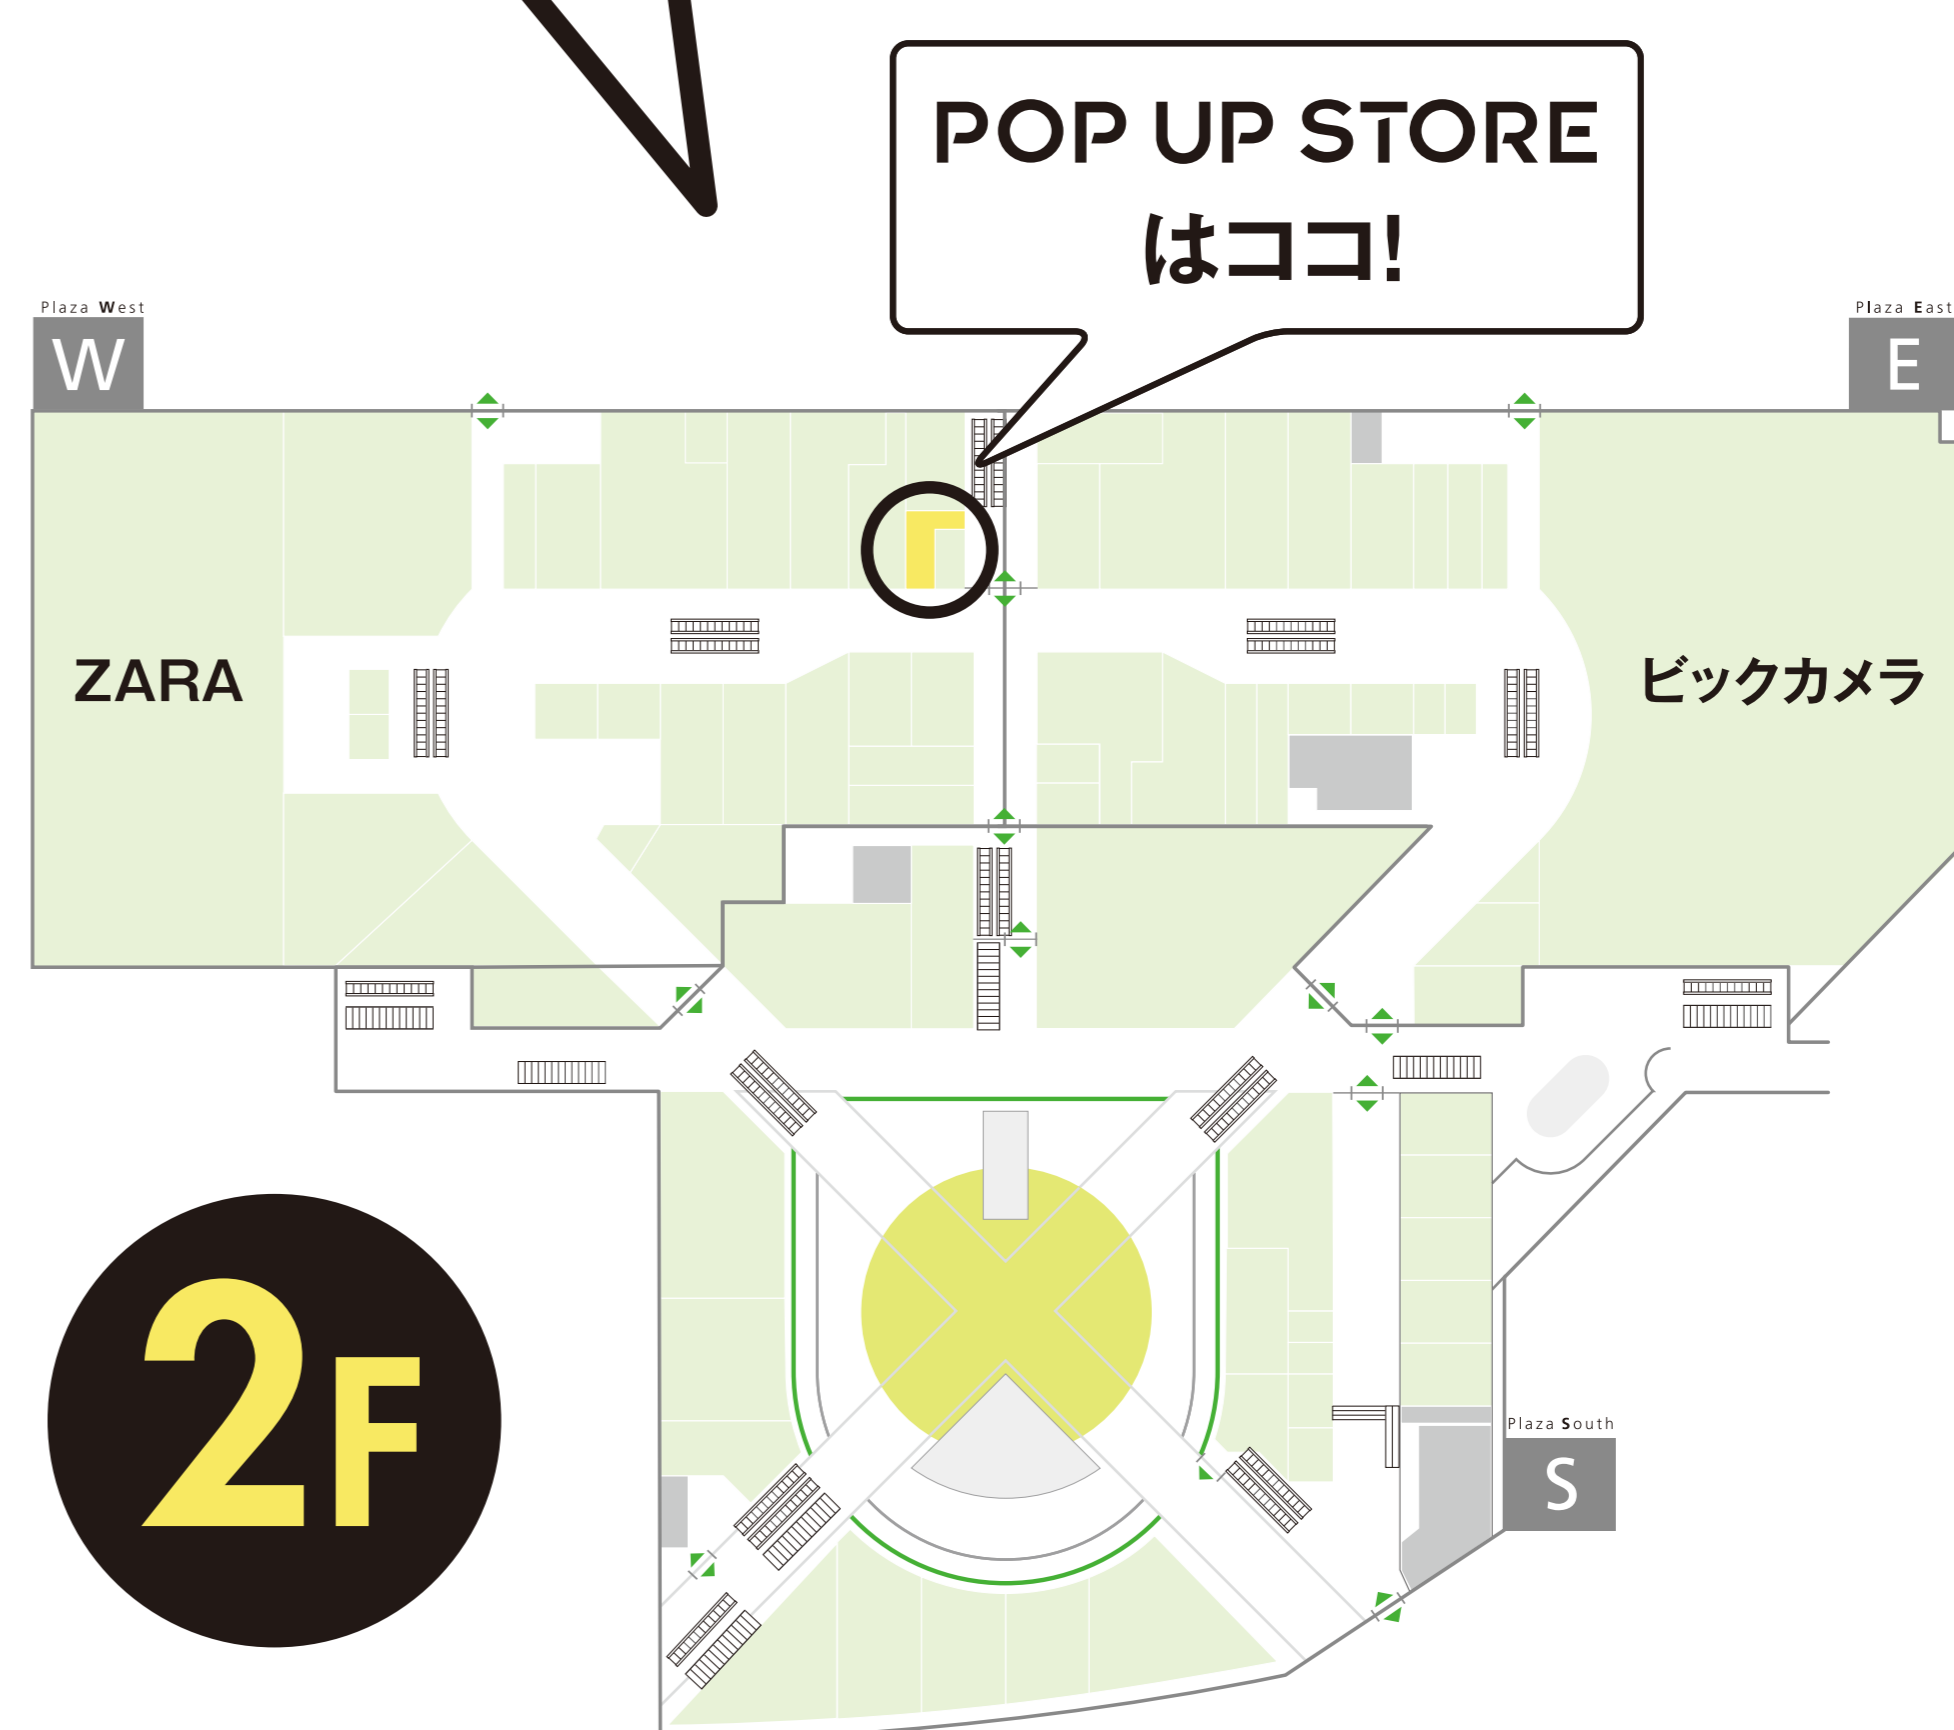 POP UP STORE
はココ!
Plaza West
W
Plaza East
E
ZARA
ビックカメラ
2F
Plaza South
S